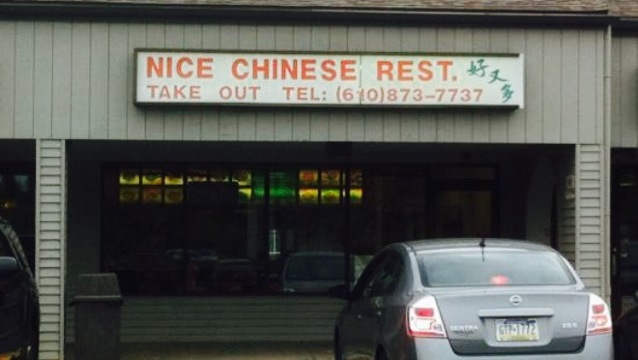 NICE CHINESE REST. 好又多
TAKE OUT TEL: (610)873-7737
SENTRA